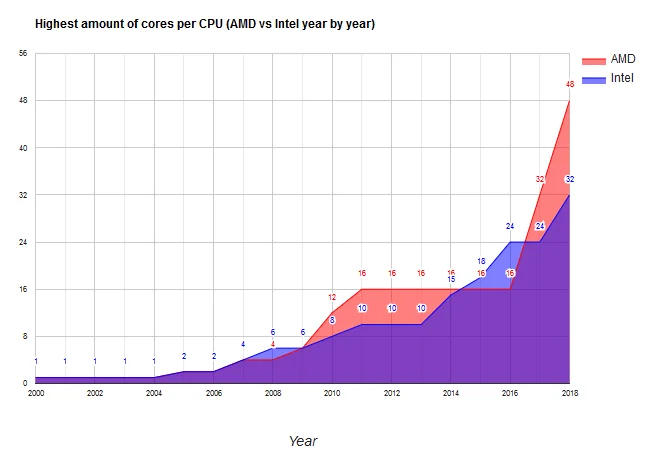 Highest amount of cores per CPU (AMD vs Intel year by year)
56
48
40
32
24
16
8
0
AMD
Intel
1 1 1 1 1 2 2 4 6 6 8 10 10 10 15 18 24 24 32
4 12 16 16 16 16 16 16 32 48
2000 2002 2004 2006 2008 2010 2012 2014 2016 2018
Year